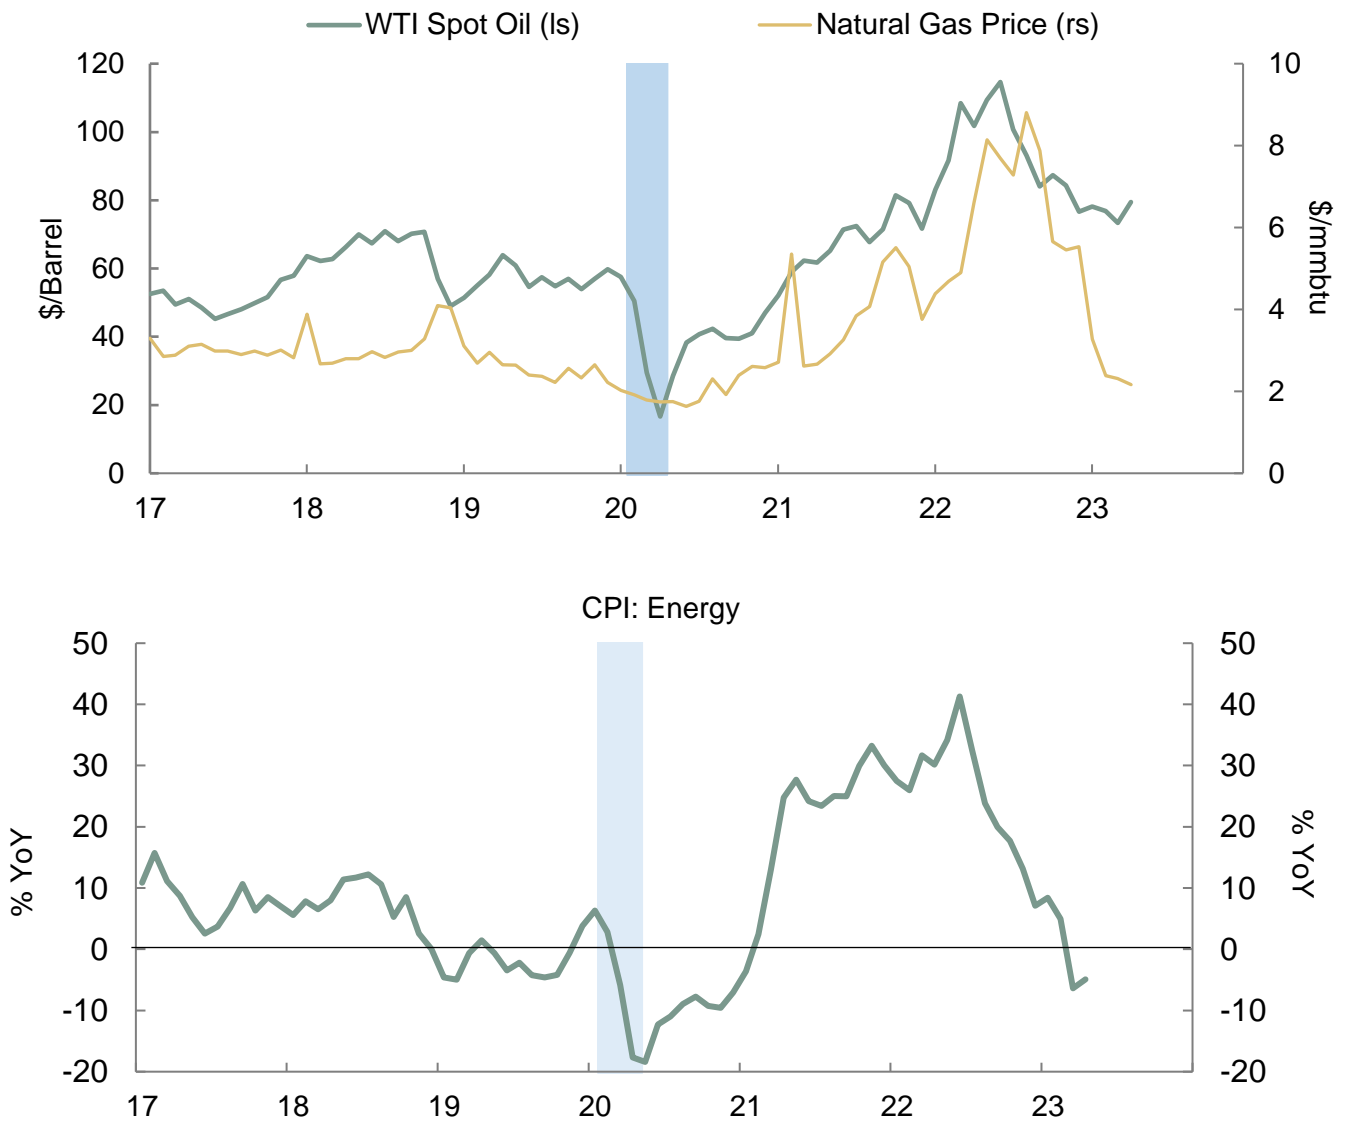 WTI Spot Oil (ls) Natural Gas Price (rs)
120 10
100 8
80 6
60 4
40 2
20 0
0
$/Barrel
$/mmbtu
17 18 19 20 21 22 23
CPI: Energy
50 50
40 40
30 30
20 20
10 10
0 0
-10 -10
-20 -20
% YoY
% YoY
17 18 19 20 21 22 23